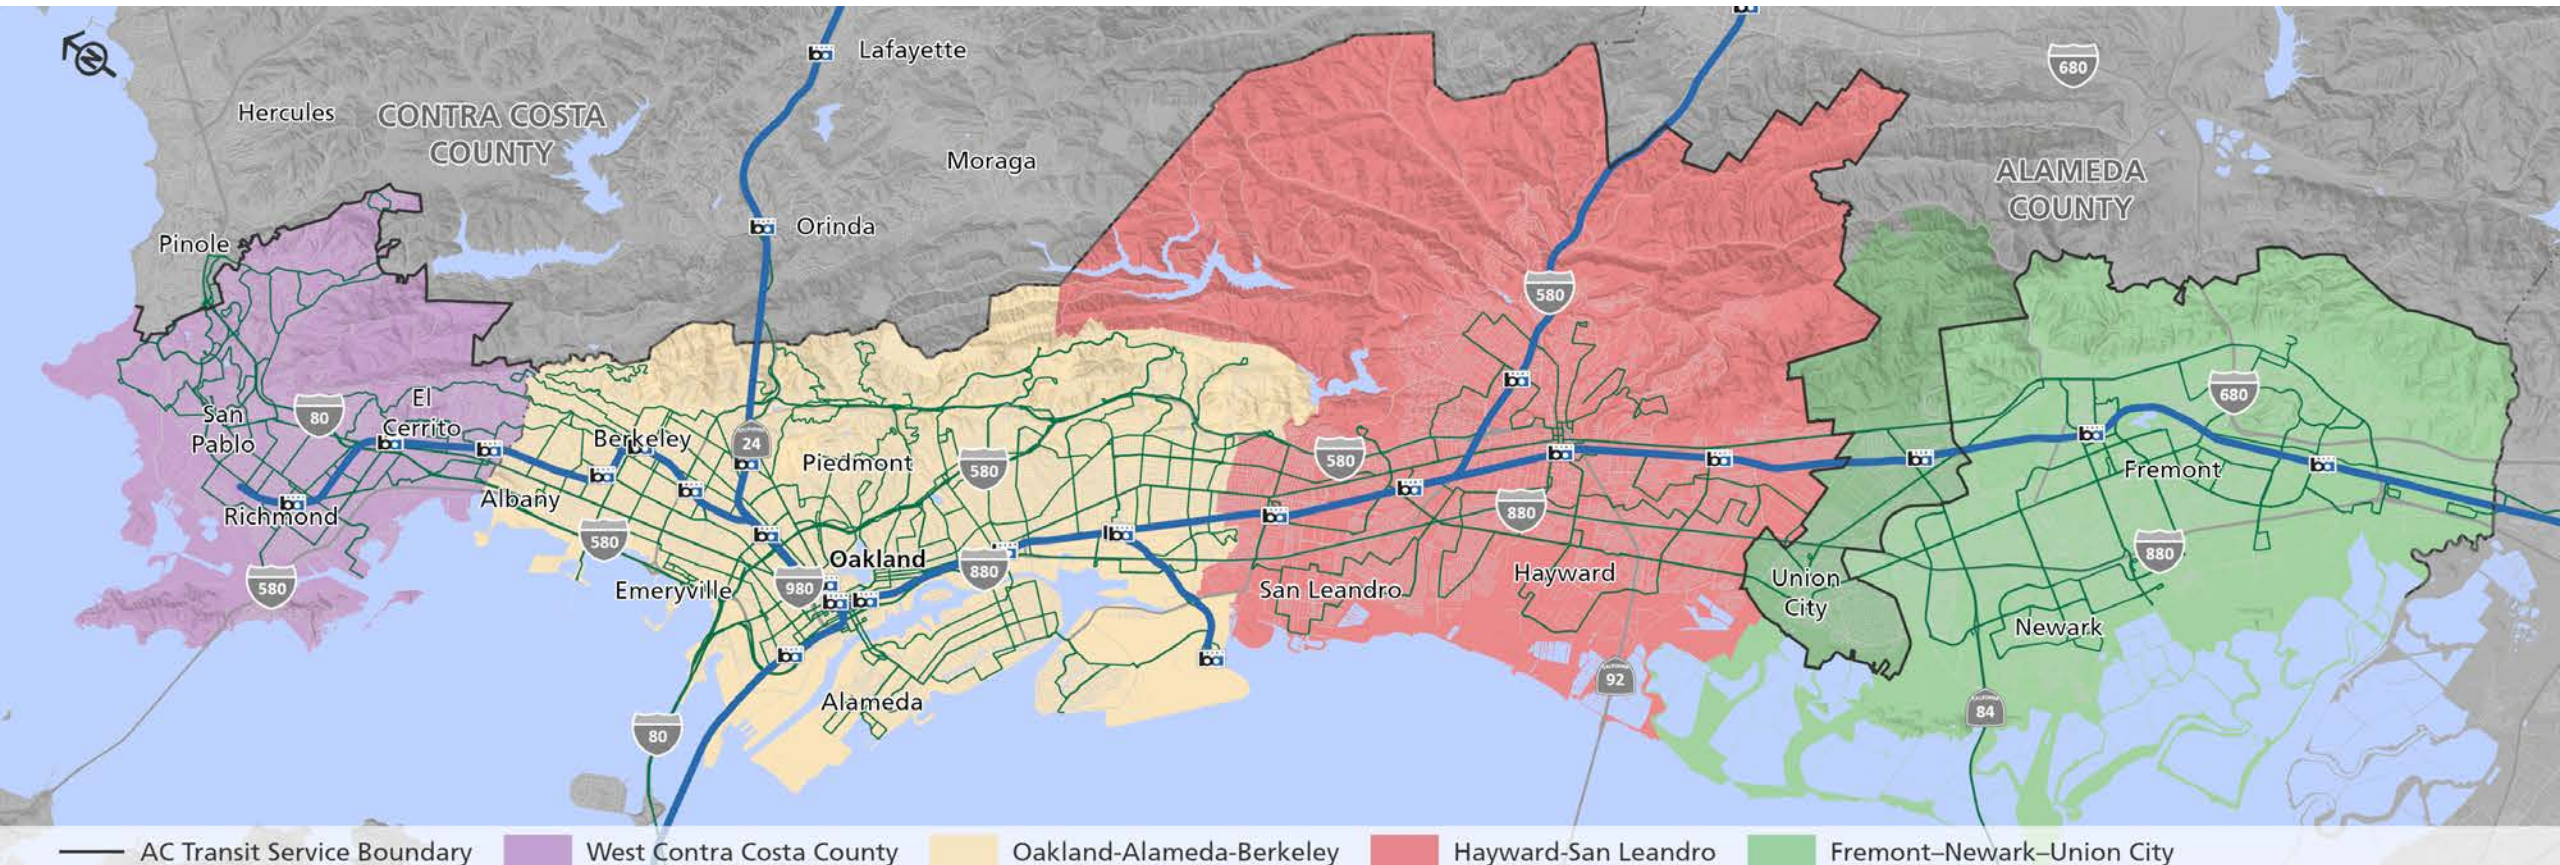 N
Lafayette
680
Hercules
CONTRA COSTA
COUNTY
Moraga
ALAMEDA
COUNTY
Pinole
Orinda
580
El
Cerrito
San
Pablo
80
Berkeley
CALIFORNIA
24
Piedmont
580
580
680
Fremont
Richmond
Albany
580
Oakland
880
880
880
Emeryville
980
580
San Leandro
Hayward
Union
City
Newark
Alameda
CALIFORNIA
92
CALIFORNIA
84
80
AC Transit Service Boundary
West Contra Costa County
Oakland-Alameda-Berkeley
Hayward-San Leandro
Fremont–Newark–Union City